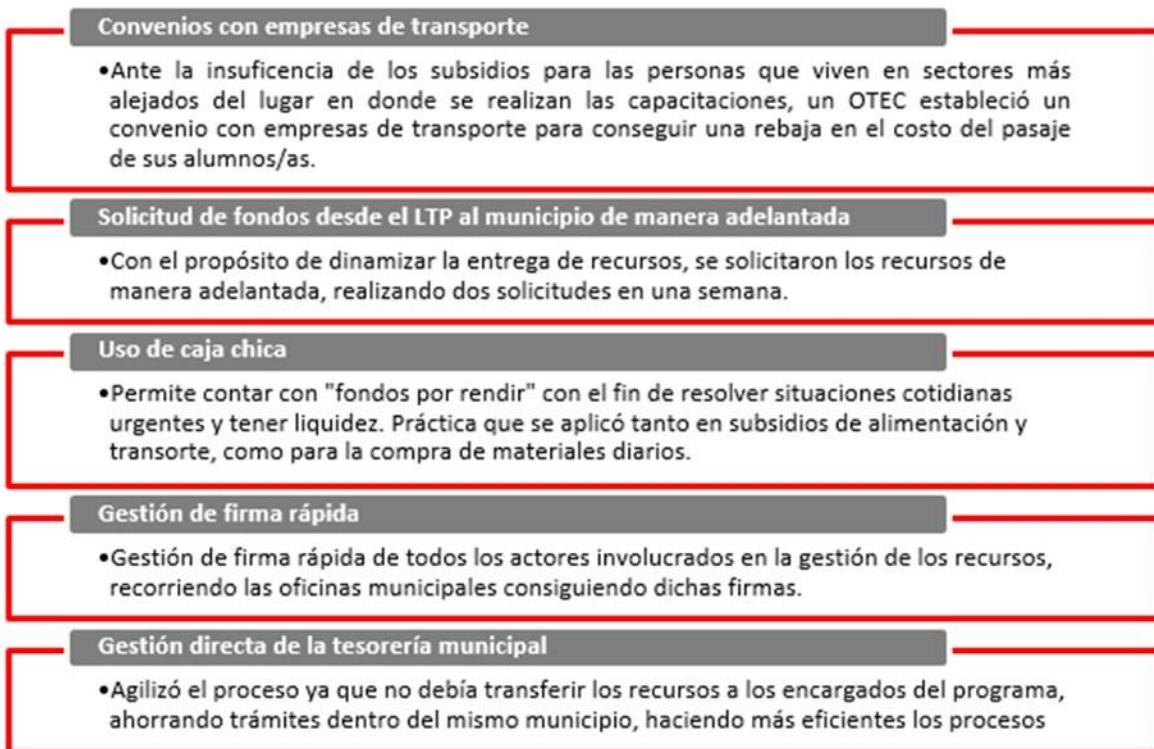 Convenios con empresas de transporte
•Ante la insuficencia de los subsidios para las personas que viven en sectores más
alejados del lugar en donde se realizan las capacitaciones, un OTEC estableció un
convenio con empresas de transporte para conseguir una rebaja en el costo del pasaje
de sus alumnos/as.
Solicitud de fondos desde el LTP al municipio de manera adelantada
•Con el propósito de dinamizar la entrega de recursos, se solicitaron los recursos de
manera adelantada, realizando dos solicitudes en una semana.
Uso de caja chica
•Permite contar con "fondos por rendir" con el fin de resolver situaciones cotidianas
urgentes y tener liquidez. Práctica que se aplicó tanto en subsidios de alimentación y
transorte, como para la compra de materiales diarios.
Gestión de firma rápida
•Gestión de firma rápida de todos los actores involucrados en la gestión de los recursos,
recorriendo las oficinas municipales consiguiendo dichas firmas.
Gestión directa de la tesorería municipal
•Agilizó el proceso ya que no debía transferir los recursos a los encargados del programa,
ahorrando trámites dentro del mismo municipio, haciendo más eficientes los procesos